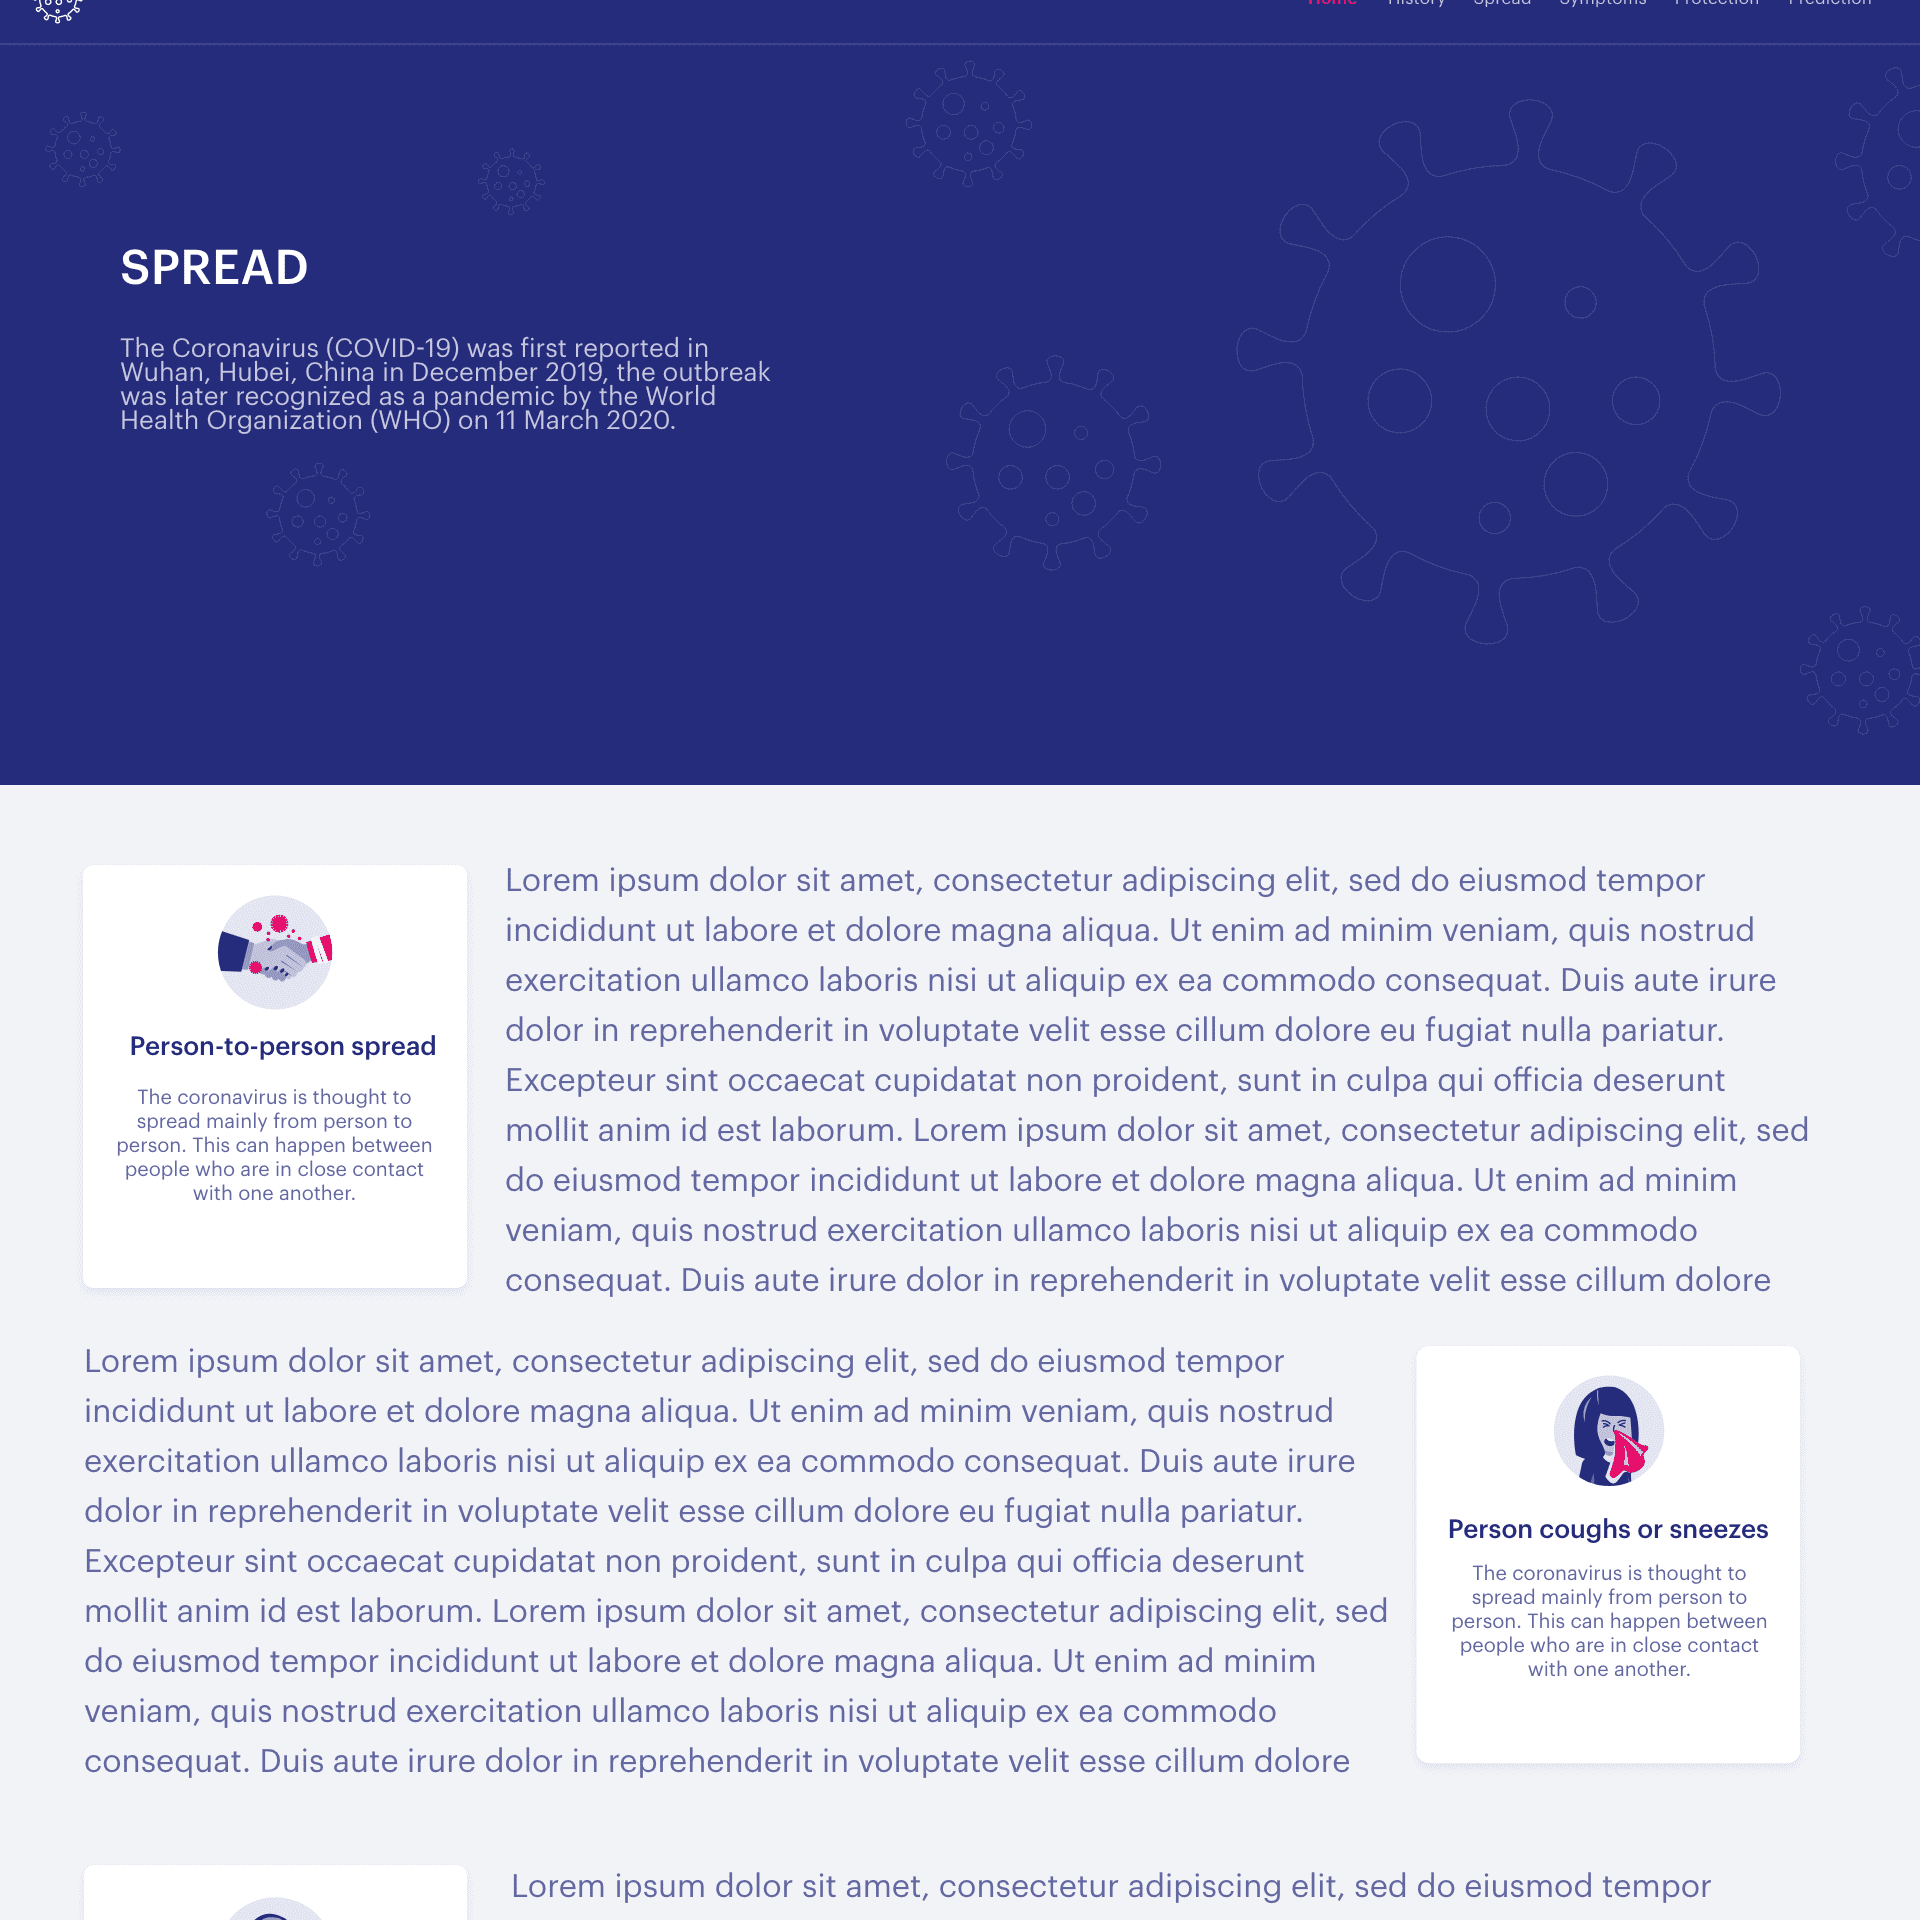 Home History Spread Symptoms Protection Prediction
SPREAD
The Coronavirus (COVID-19) was first reported in
Wuhan, Hubei, China in December 2019, the outbreak
was later recognized as a pandemic by the World
Health Organization (WHO) on 11 March 2020.
Person-to-person spread
The coronavirus is thought to
spread mainly from person to
person. This can happen between
people who are in close contact
with one another.
Lorem ipsum dolor sit amet, consectetur adipiscing elit, sed do eiusmod tempor
incididunt ut labore et dolore magna aliqua. Ut enim ad minim veniam, quis nostrud
exercitation ullamco laboris nisi ut aliquip ex ea commodo consequat. Duis aute irure
dolor in reprehenderit in voluptate velit esse cillum dolore eu fugiat nulla pariatur.
Excepteur sint occaecat cupidatat non proident, sunt in culpa qui officia deserunt
mollit anim id est laborum. Lorem ipsum dolor sit amet, consectetur adipiscing elit, sed
do eiusmod tempor incididunt ut labore et dolore magna aliqua. Ut enim ad minim
veniam, quis nostrud exercitation ullamco laboris nisi ut aliquip ex ea commodo
consequat. Duis aute irure dolor in reprehenderit in voluptate velit esse cillum dolore
Lorem ipsum dolor sit amet, consectetur adipiscing elit, sed do eiusmod tempor
incididunt ut labore et dolore magna aliqua. Ut enim ad minim veniam, quis nostrud
exercitation ullamco laboris nisi ut aliquip ex ea commodo consequat. Duis aute irure
dolor in reprehenderit in voluptate velit esse cillum dolore eu fugiat nulla pariatur.
Excepteur sint occaecat cupidatat non proident, sunt in culpa qui officia deserunt
mollit anim id est laborum. Lorem ipsum dolor sit amet, consectetur adipiscing elit, sed
do eiusmod tempor incididunt ut labore et dolore magna aliqua. Ut enim ad minim
veniam, quis nostrud exercitation ullamco laboris nisi ut aliquip ex ea commodo
consequat. Duis aute irure dolor in reprehenderit in voluptate velit esse cillum dolore
Person coughs or sneezes
The coronavirus is thought to
spread mainly from person to
person. This can happen between
people who are in close contact
with one another.
Lorem ipsum dolor sit amet, consectetur adipiscing elit, sed do eiusmod tempor